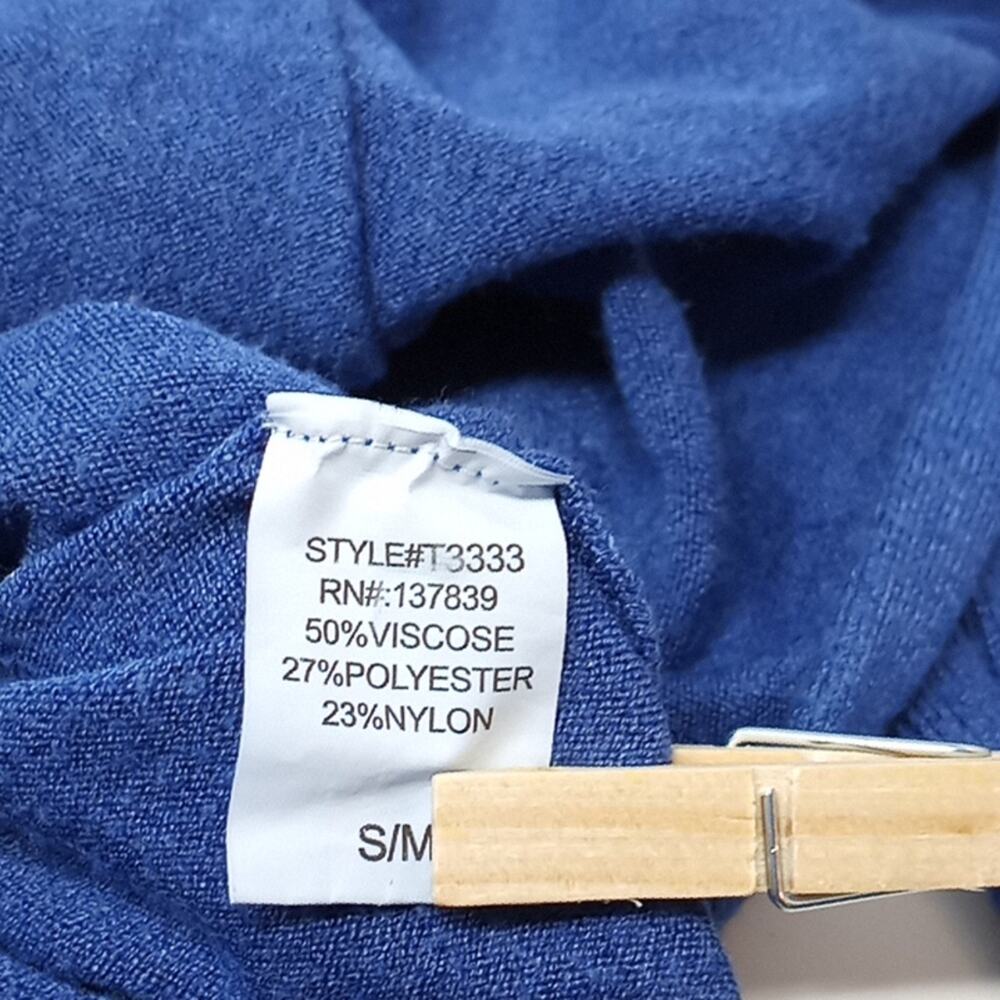 STYLE#T3333
RN#:137839
50%VISCOSE
27%POLYESTER
23%NYLON
S/M